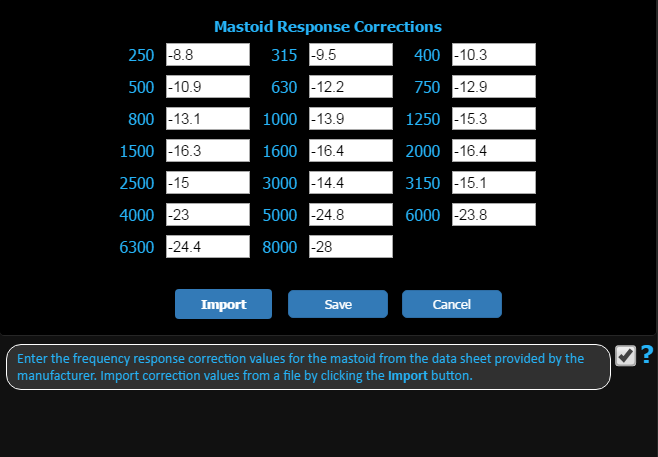 Mastoid Response Corrections
250 -8.8 315 -9.5 400 -10.3
500 -10.9 630 -12.2 750 -12.9
800 -13.1 1000 -13.9 1250 -15.3
1500 -16.3 1600 -16.4 2000 -16.4
2500 -15 3000 -14.4 3150 -15.1
4000 -23 5000 -24.8 6000 -23.8
6300 -24.4 8000 -28
Import Save Cancel
Enter the frequency response correction values for the mastoid from the data sheet provided by the
manufacturer. Import correction values from a file by clicking the Import button.
?